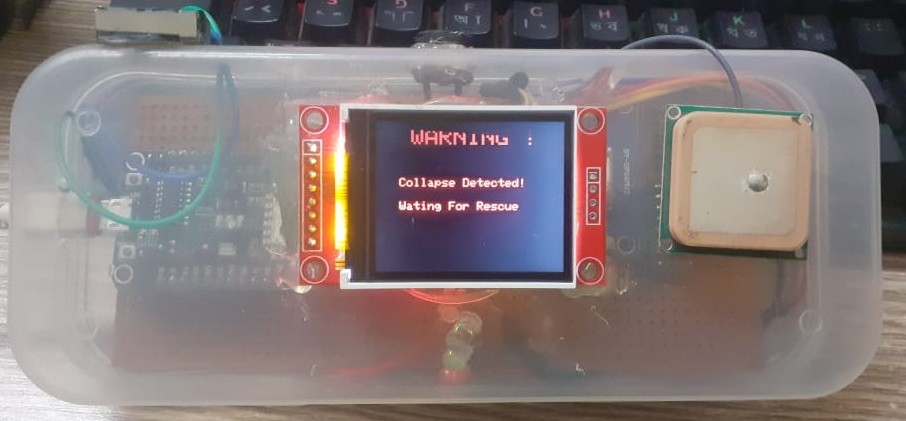 S D F G H J K L
WARNING :
Collapse Detected!
Wating For Rescue